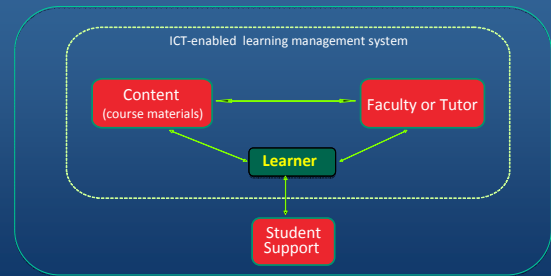 ICT-enabled learning management system
Content
(course materials)
Faculty or Tutor
Learner
Student
Support